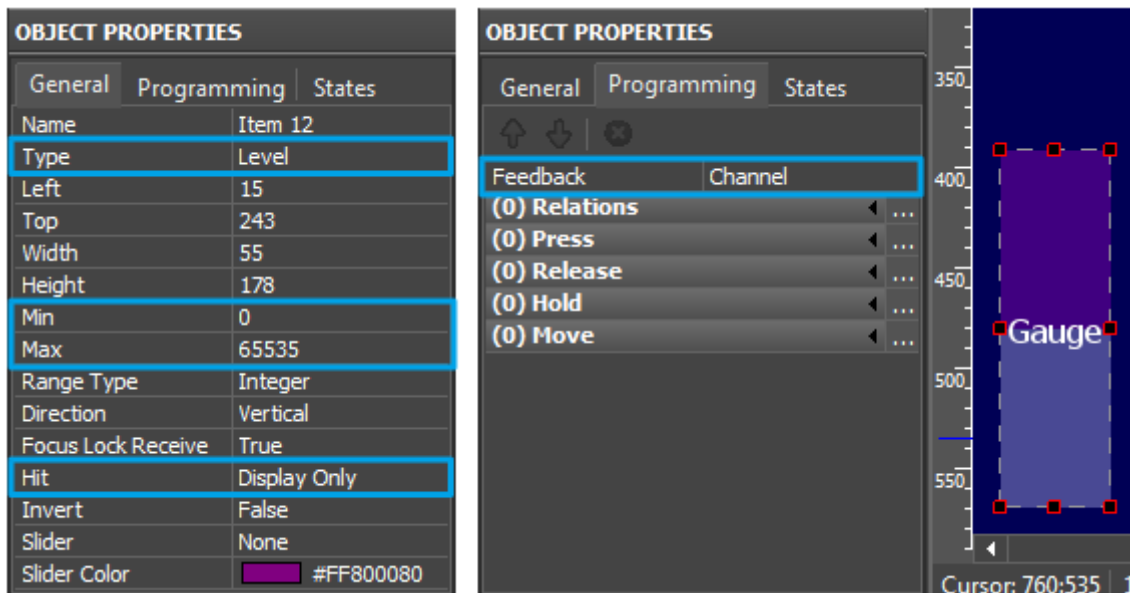 OBJECT PROPERTIES
General Programming States
Name Item 12
Type Level
Left 15
Top 243
Width 55
Height 178
Min 0
Max 65535
Range Type Integer
Direction Vertical
Focus Lock Receive True
Hit Display Only
Invert False
Slider None
Slider Color #FF800080
OBJECT PROPERTIES
General Programming States
Feedback Channel
(0) Relations ...
(0) Press ...
(0) Release ...
(0) Hold ...
(0) Move ...
350
400
450
500
550
Gauge
Cursor: 760:535